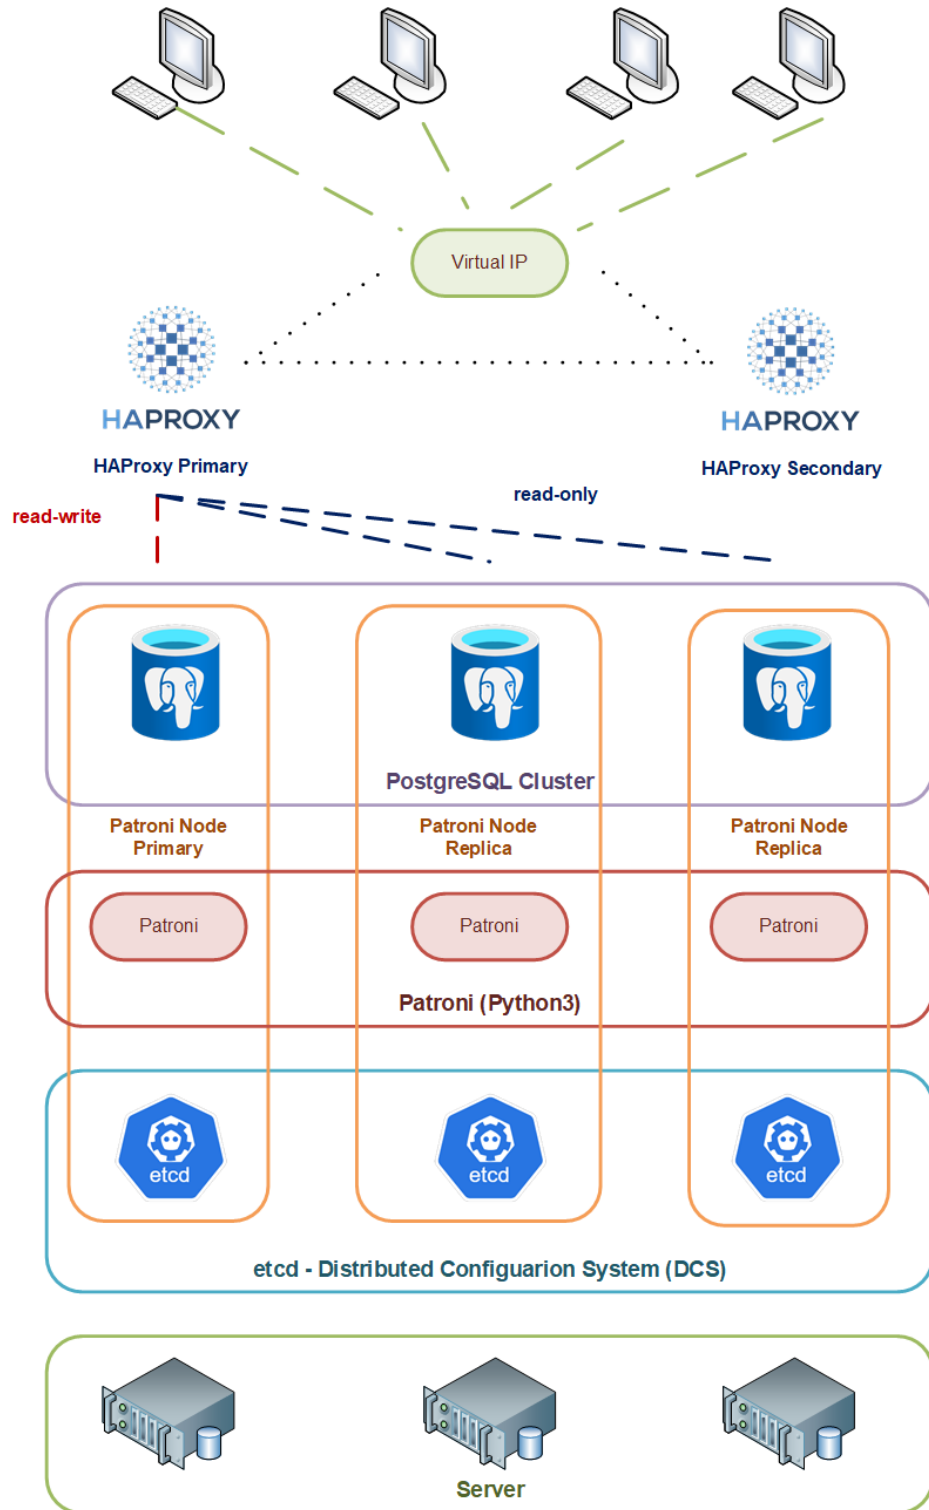 Virtual IP
HAPROXY
HAPROXY
HAProxy Primary
HAProxy Secondary
read-only
read-write
PostgreSQL Cluster
Patroni Node
Primary
Patroni Node
Replica
Patroni Node
Replica
Patroni
Patroni
Patroni
Patroni (Python3)
etcd
etcd
etcd
etcd - Distributed Configuarion System (DCS)
Server